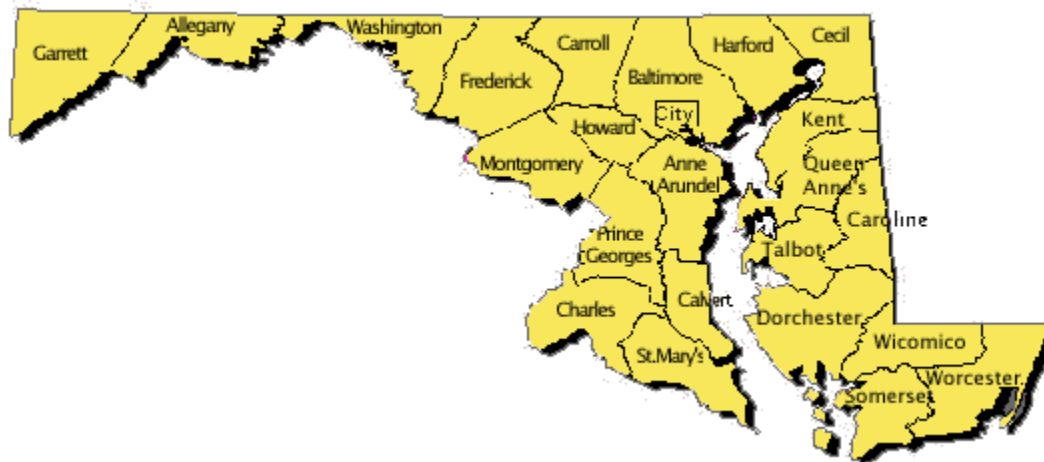 Garrett
Allegany
Washington
Frederick
Carroll
Baltimore
Harford
Cecil
City
Howard
Montgomery
Anne
Arundel
Kent
Queen
Anne's
Caroline
Talbot
Prince
Georges
Charles
Calvert
St.Mary's
Dorchester
Wicomico
Worcester
Somerset